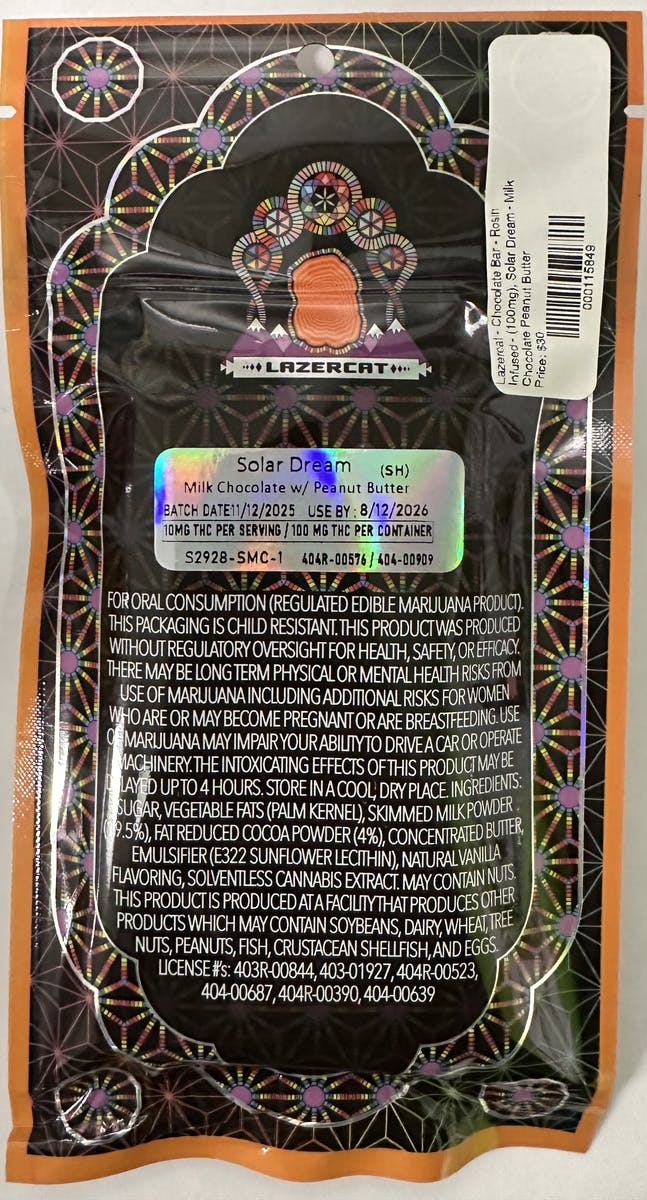 Lazercat - Chocolate Bar - Rosin
Infused - (100mg), Solar Dream - Milk
Chocolate Peanut Butter
Price: $30
000115849
LAZERCAT
Solar Dream (SH)
Milk Chocolate w/ Peanut Butter
BATCH DATE 11/12/2025 USE BY: 8/12/2026
10MG THC PER SERVING / 100 MG THC PER CONTAINER
S2928-SMC-1 404R-00576 / 404-00909
FOR ORAL CONSUMPTION (REGULATED EDIBLE MARIJUANA PRODUCT).
THIS PACKAGING IS CHILD RESISTANT. THIS PRODUCT WAS PRODUCED
WITHOUT REGULATORY OVERSIGHT FOR HEALTH, SAFETY, OR EFFICACY.
THERE MAY BE LONG TERM PHYSICAL OR MENTAL HEALTH RISKS FROM
USE OF MARIJUANA INCLUDING ADDITIONAL RISKS FOR WOMEN
WHO ARE OR MAY BECOME PREGNANT OR ARE BREASTFEEDING. USE
OF MARIJUANA MAY IMPAIR YOUR ABILITY TO DRIVE A CAR OR OPERATE
MACHINERY. THE INTOXICATING EFFECTS OF THIS PRODUCT MAY BE
DELAYED UP TO 4 HOURS. STORE IN A COOL, DRY PLACE. INGREDIENTS:
SUGAR, VEGETABLE FATS (PALM KERNEL), SKIMMED MILK POWDER
FAT REDUCED COCOA POWDER (4%), CONCENTRATED BUTTER,
EMULSIFIER (E322 SUNFLOWER LECITHIN), NATURAL VANILLA
FLAVORING, SOLVENTLESS CANNABIS EXTRACT. MAY CONTAIN NUTS.
THIS PRODUCT IS PRODUCED AT A FACILITY THAT PRODUCES OTHER
PRODUCTS WHICH MAY CONTAIN SOYBEANS, DAIRY, WHEAT, TREE
NUTS, PEANUTS, FISH, CRUSTACEAN SHELLFISH, AND EGGS.
LICENSE #'s: 403R-00844, 403-01927, 404R-00523,
404-00687, 404R-00390, 404-00639